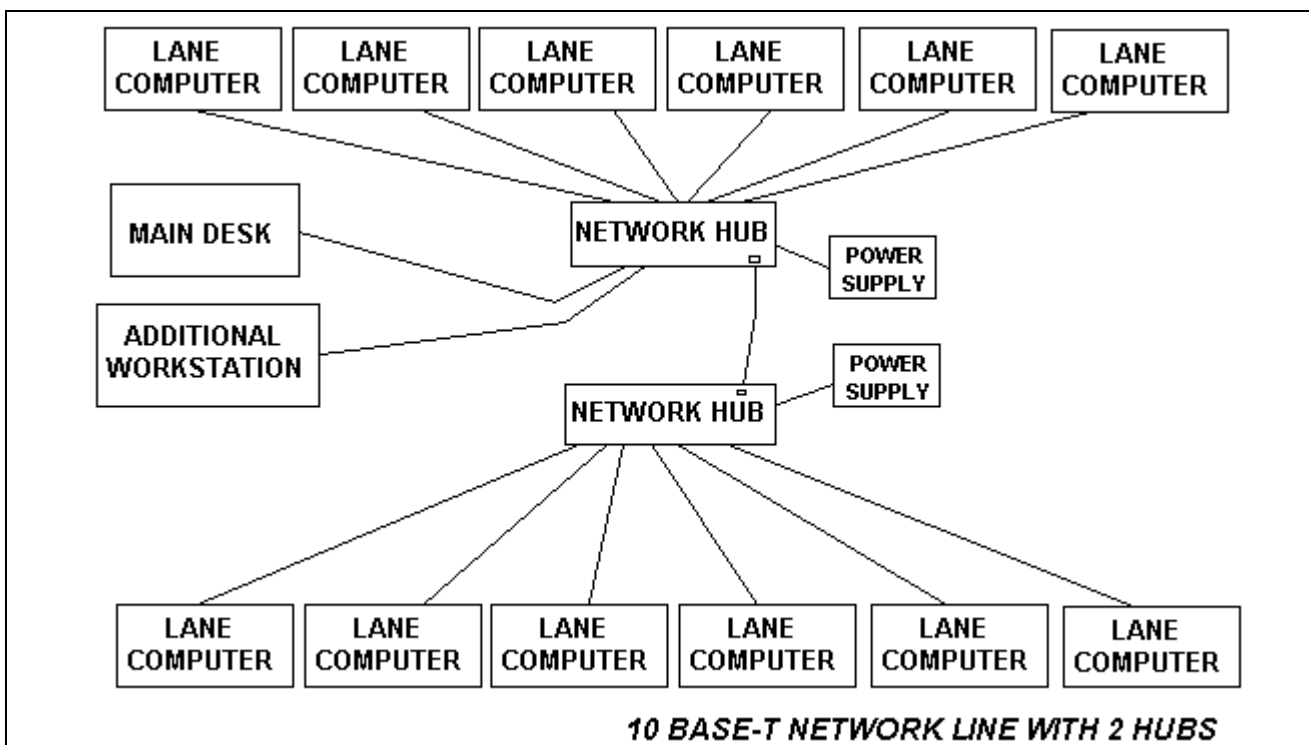 LANE
COMPUTER
LANE
COMPUTER
LANE
COMPUTER
LANE
COMPUTER
LANE
COMPUTER
LANE
COMPUTER
MAIN DESK
NETWORK HUB
POWER
SUPPLY
ADDITIONAL
WORKSTATION
POWER
SUPPLY
NETWORK HUB
LANE
COMPUTER
LANE
COMPUTER
LANE
COMPUTER
LANE
COMPUTER
LANE
COMPUTER
LANE
COMPUTER
10 BASE-T NETWORK LINE WITH 2 HUBS